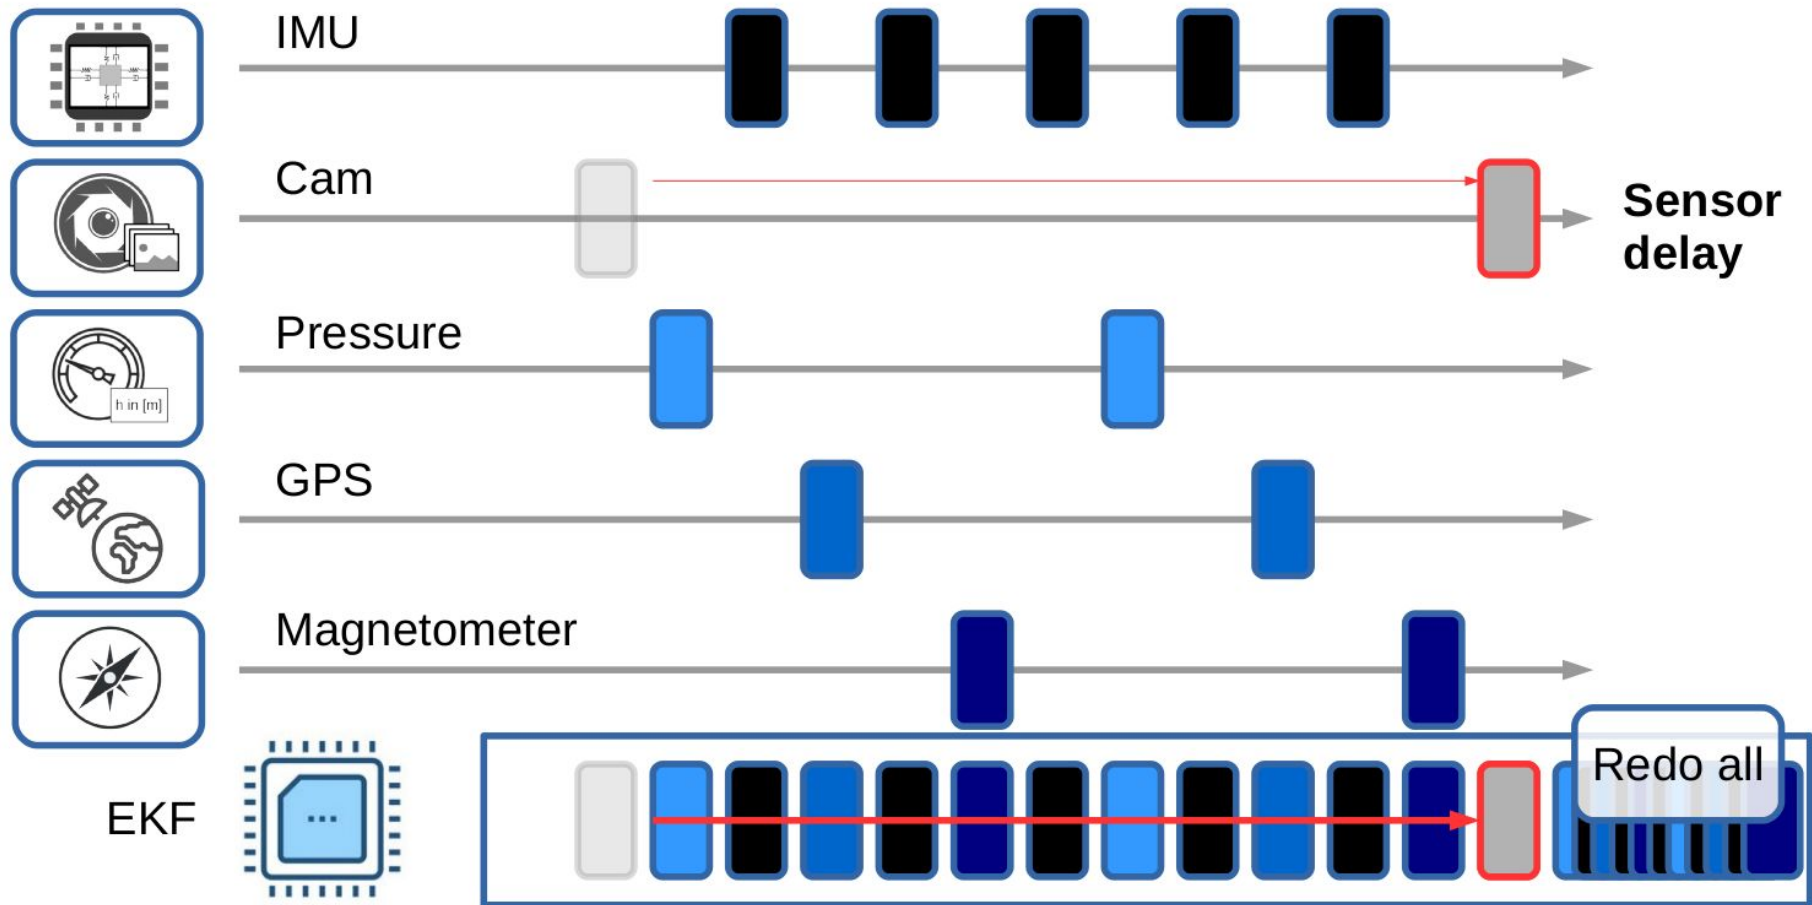 IMU
Cam
Sensor
delay
Pressure
h in [m]
GPS
Magnetometer
Redo all
EKF